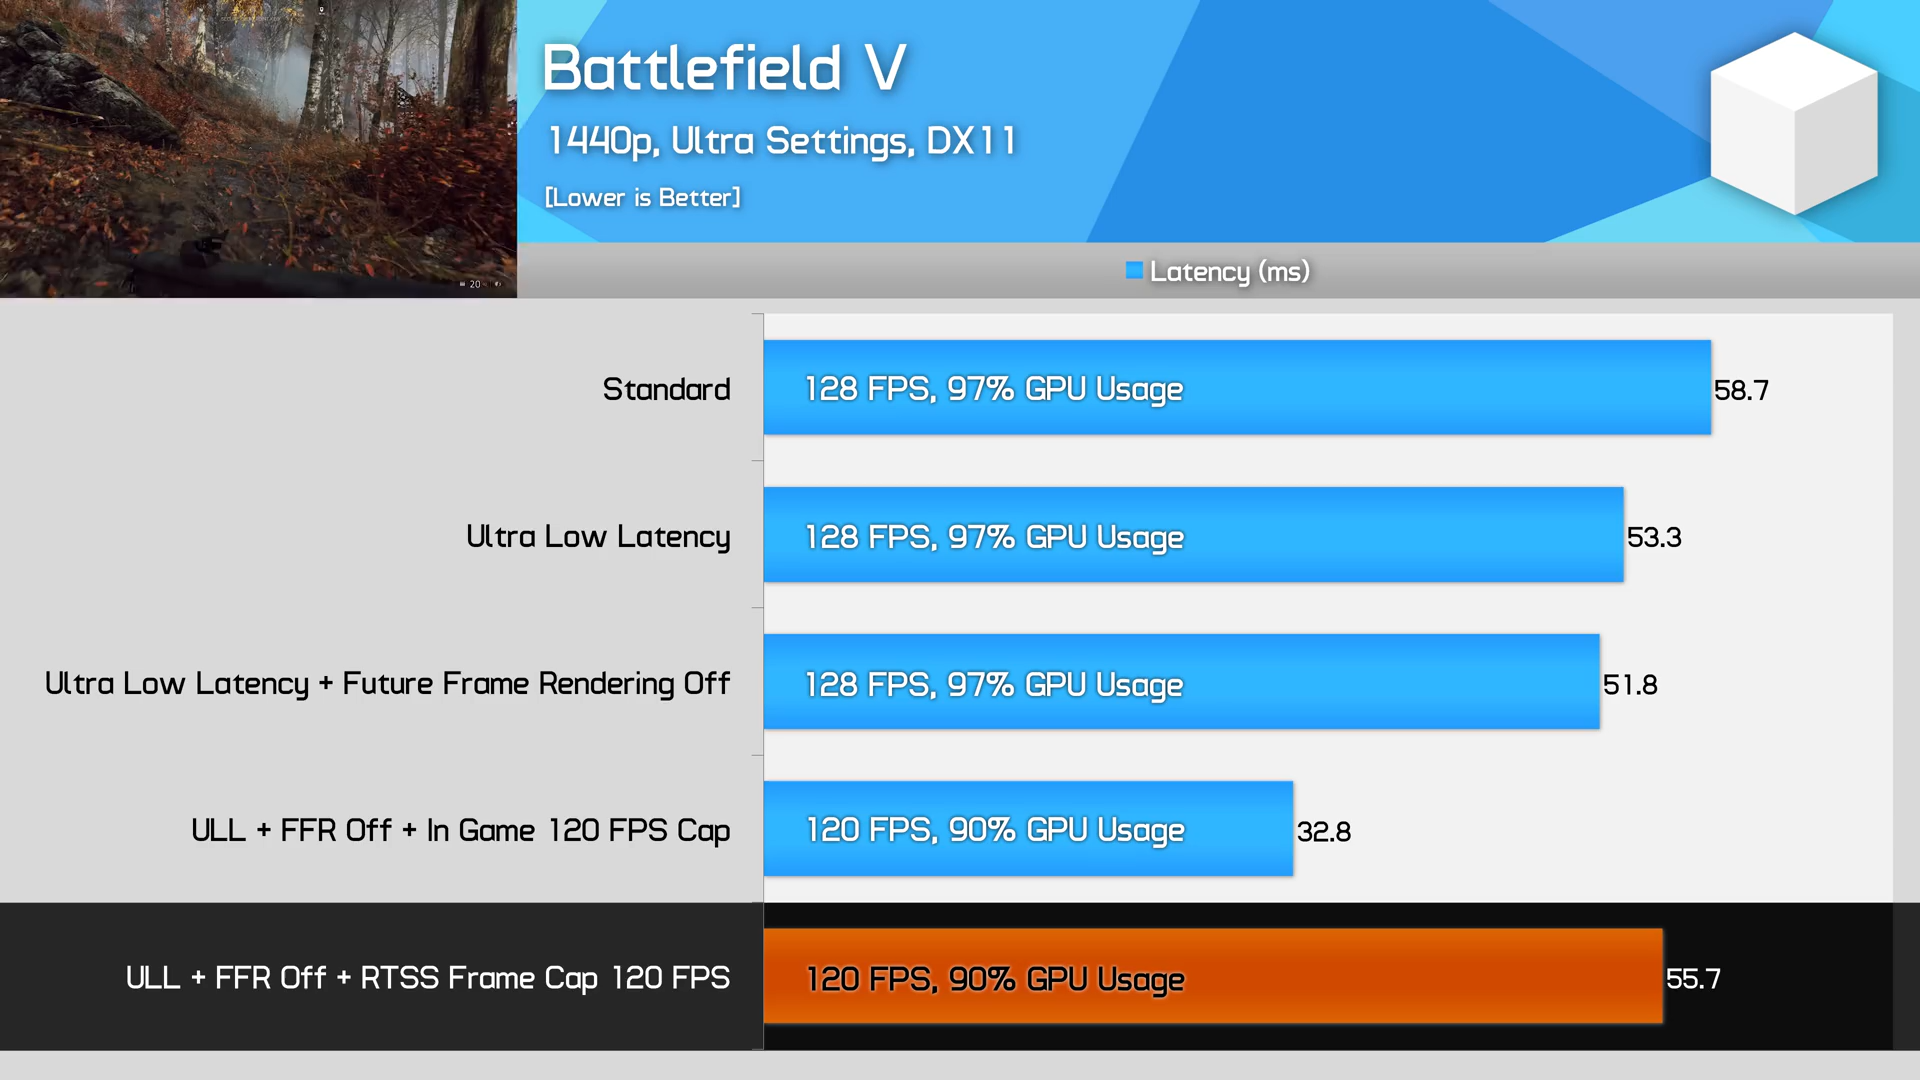 Battlefield V
1440p, Ultra Settings, DX11
[Lower is Better]
20
Latency (ms)
Standard
128 FPS, 97% GPU Usage
58.7
Ultra Low Latency
128 FPS, 97% GPU Usage
53.3
Ultra Low Latency + Future Frame Rendering Off
128 FPS, 97% GPU Usage
51.8
ULL + FFR Off + In Game 120 FPS Cap
120 FPS, 90% GPU Usage
32.8
ULL + FFR Off + RTSS Frame Cap 120 FPS
120 FPS, 90% GPU Usage
55.7